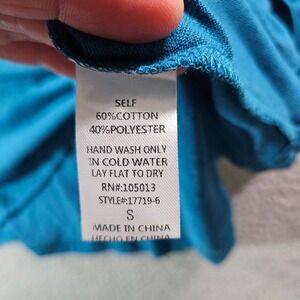 SELF
60%COTTON
40%POLYESTER
HAND WASH ONLY
IN COLD WATER
LAY FLAT TO DRY
RN#:105013
STYLE#:17719-6
S
MADE IN CHINA
HECHO EN CHINA